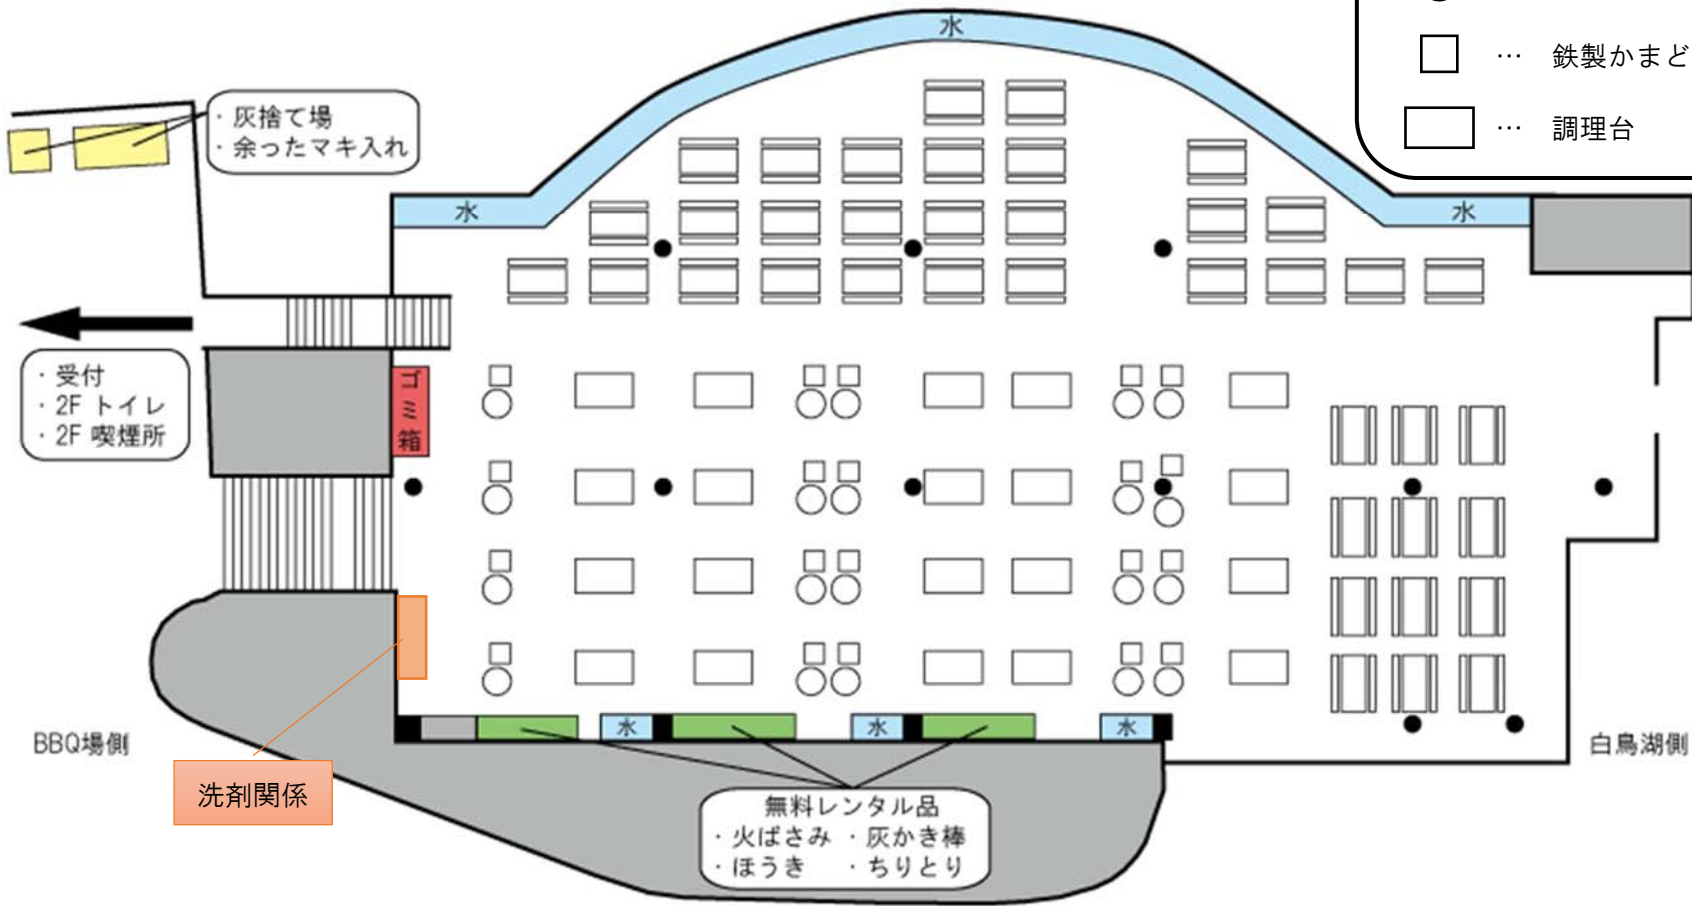 水
… 鉄製かまど
… 調理台
・灰捨て場
・余ったマキ入れ
水
水
・受付
・2F トイレ
・2F 喫煙所
ゴミ箱
水
水
水
BBQ場側
白鳥湖側
洗剤関係
無料レンタル品
・火ばさみ ・灰かき棒
・ほうき ・ちりとり